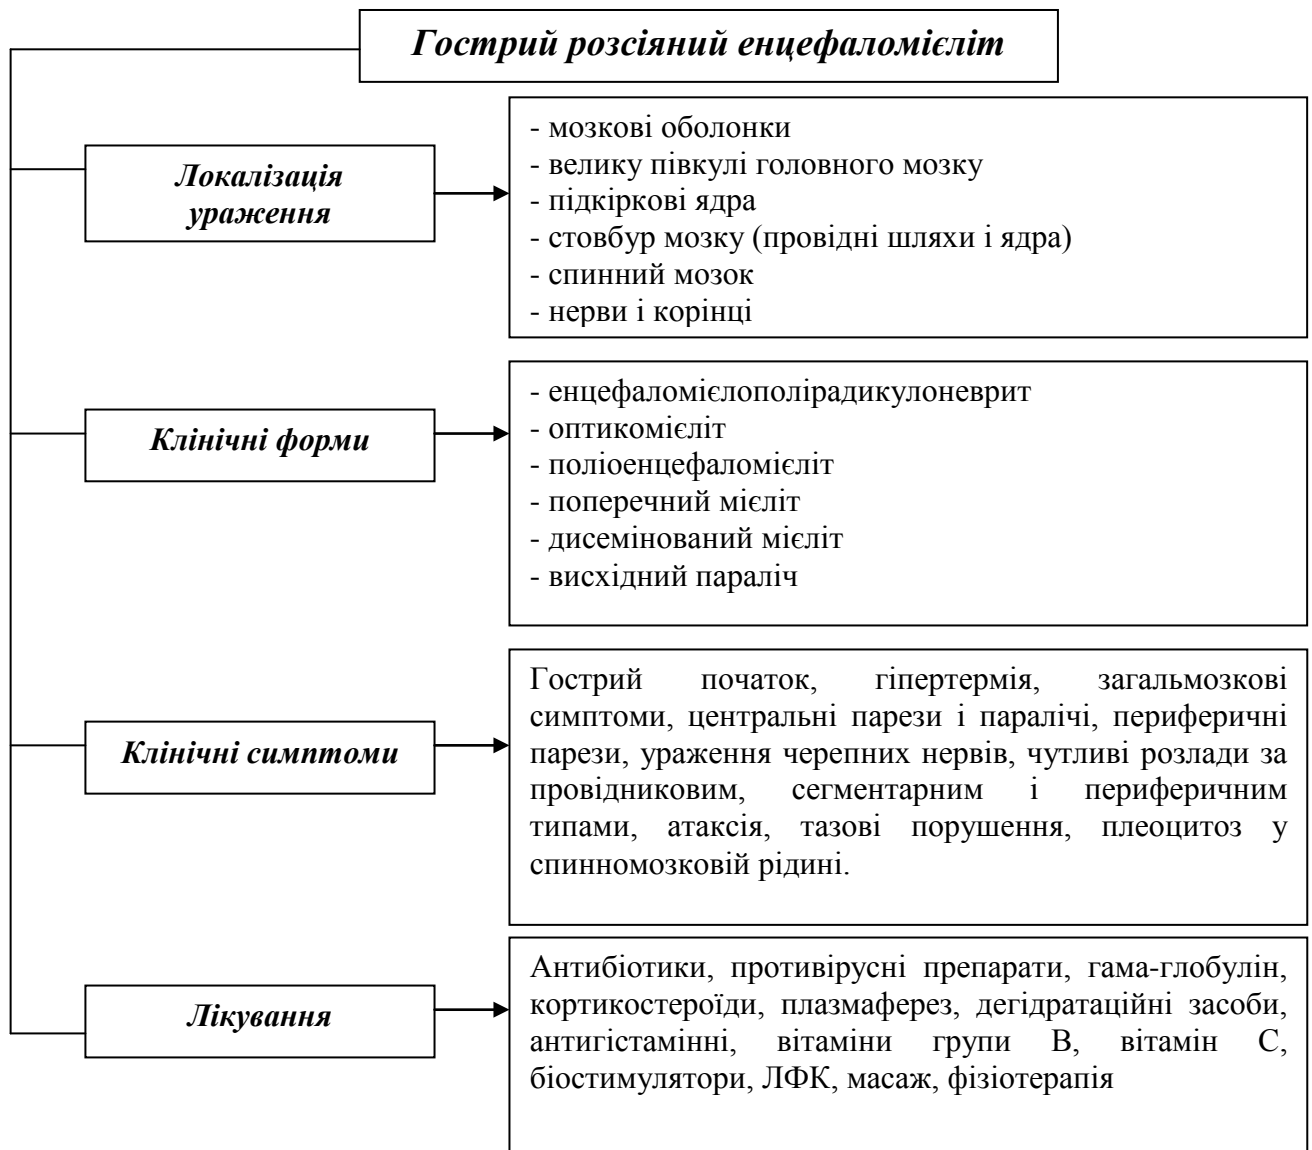 Гострий розсіяний енцефаломієліт
Локалізація
ураження
- мозкові оболонки
- велику півкулі головного мозку
- підкіркові ядра
- стовбур мозку (провідні шляхи і ядра)
- спинний мозок
- нерви і корінці
Клінічні форми
- енцефаломієлополірадикулоневрит
- оптикомієліт
- поліоенцефаломієліт
- поперечний мієліт
- дисемінований мієліт
- висхідний параліч
Клінічні симптоми
Гострий початок, гіпертермія, загальмозкові
симптоми, центральні парези і паралічі, периферичні
парези, ураження черепних нервів, чутливі розлади за
провідниковим, сегментарним і периферичним
типами, атаксія, тазові порушення, плеоцитоз у
спинномозковій рідині.
Лікування
Антибіотики, противірусні препарати, гама-глобулін,
кортикостероїди, плазмаферез, дегідратаційні засоби,
антигістамінні, вітаміни групи В, вітамін С,
біостимулятори, ЛФК, масаж, фізіотерапія